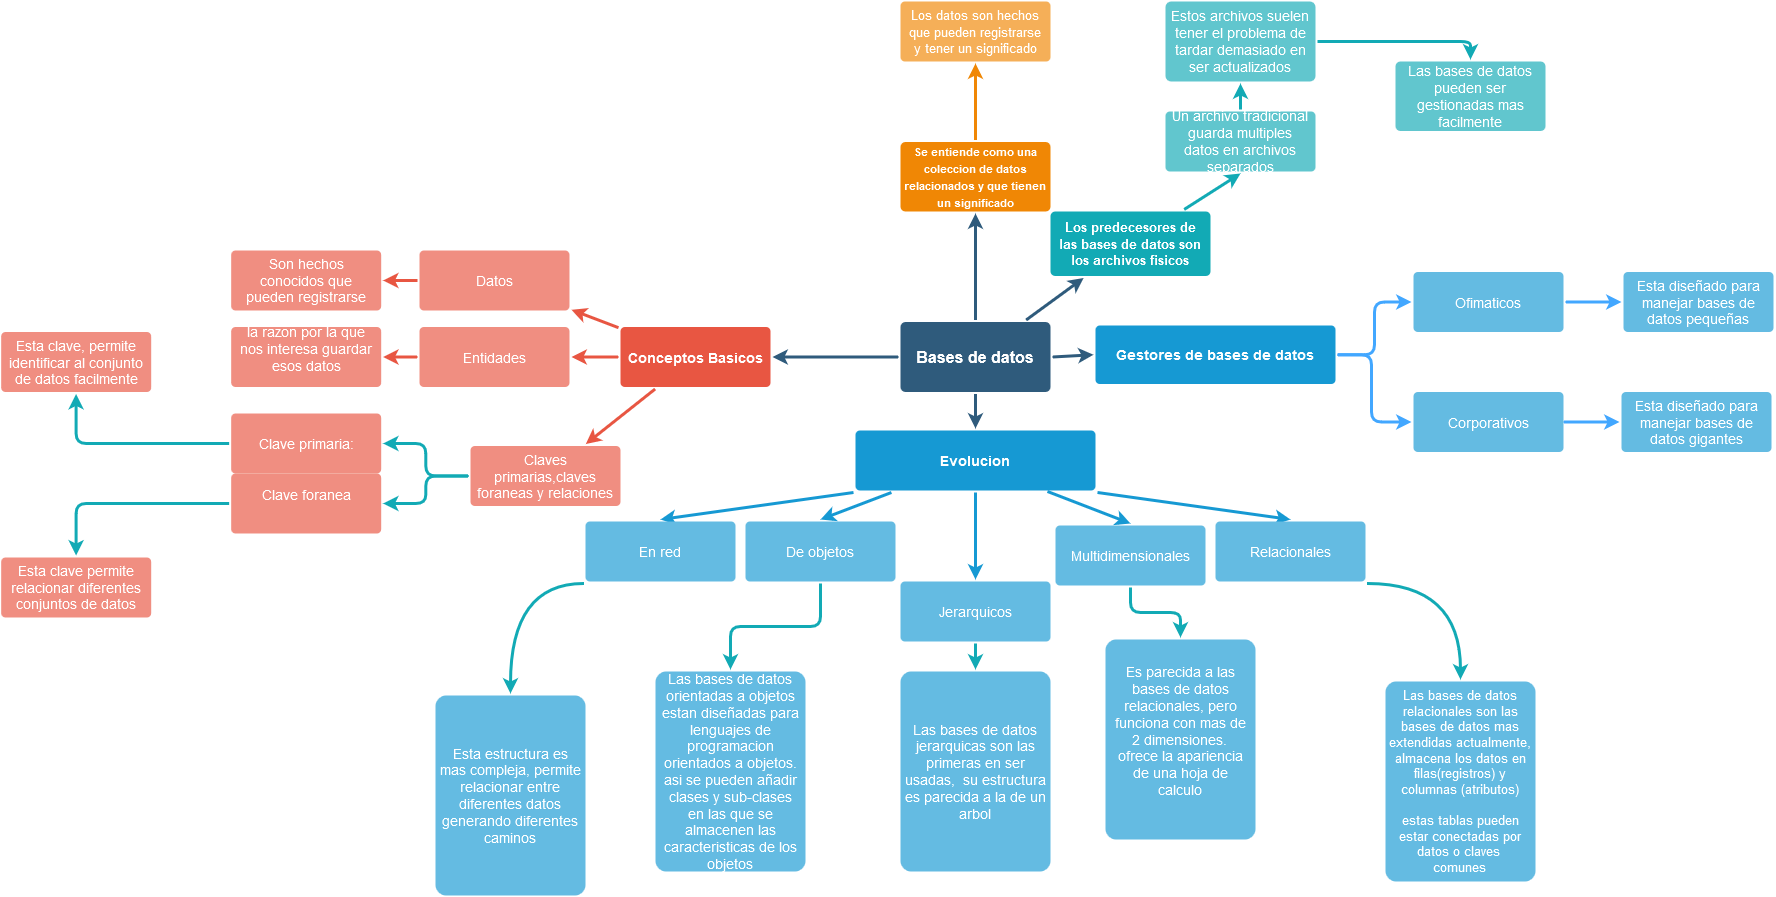 Los datos son hechos
que pueden registrarse
y tener un significado
Estos archivos suelen
tener el problema de
tardar demasiado en
ser actualizados
Las bases de datos
pueden ser
gestionadas mas
facilmente
Un archivo tradicional
guarda multiples
datos en archivos
separados
Se entiende como una
coleccion de datos
relacionados y que tienen
un significado
Los predecesores de
las bases de datos son
los archivos fisicos
Son hechos
conocidos que
pueden registrarse
Datos
la razon por la que
nos interesa guardar
esos datos
Entidades
Conceptos Basicos
Bases de datos
Gestores de bases de datos
Ofimaticos
Esta diseñado para
manejar bases de
datos pequeñas
Corporativos
Esta diseñado para
manejar bases de
datos gigantes
Esta clave, permite
identificar al conjunto
de datos facilmente
Clave primaria:
Clave foranea
Claves
primarias,claves
foraneas y relaciones
Esta clave permite
relacionar diferentes
conjuntos de datos
Evolucion
En red
De objetos
Jerarquicos
Multidimensionales
Relacionales
Esta estructura es
mas compleja, permite
relacionar entre
diferentes datos
generando diferentes
caminos
Las bases de datos
orientadas a objetos
estan diseñadas para
lenguajes de
programacion
orientados a objetos.
asi se pueden añadir
clases y sub-clases
en las que se
almacenen las
caracteristicas de los
objetos
Las bases de datos
jerarquicas son las
primeras en ser
usadas, su estructura
es parecida a la de un
arbol
Es parecida a las
bases de datos
relacionales, pero
funciona con mas de
2 dimensiones.
ofrece la apariencia
de una hoja de
calculo
Las bases de datos
relacionales son las
bases de datos mas
extendidas actualmente,
almacena los datos en
filas(registros) y
columnas (atributos)
estas tablas pueden
estar conectadas por
datos o claves
comunes